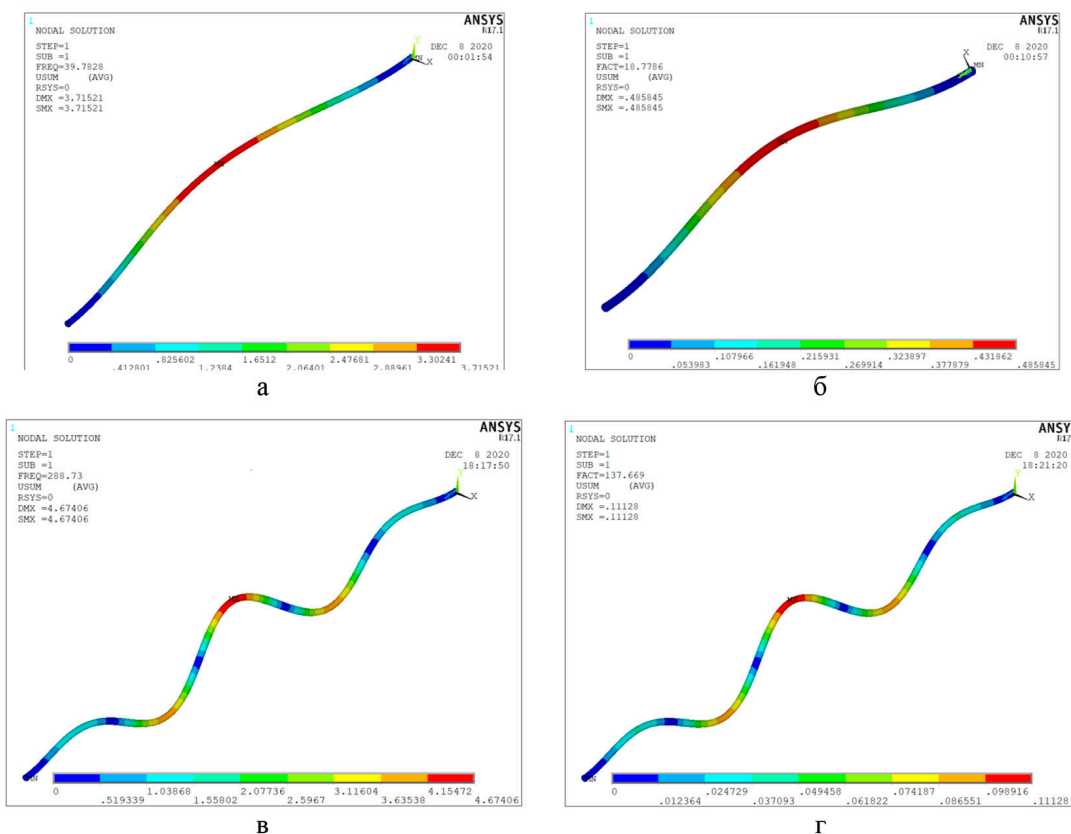 1
ANSYS
R17.1
NODAL SOLUTION
DEC 8 2020
00:01:54
STEP=1
SUB =1
FREQ=39.7828
USUM (AVG)
RSYS=0
DMX =3.71521
SMX =3.71521
Y
MN
X
MX
0 .825602 1.6512 2.47681 3.30241
.412801 1.2384 2.06401 2.88961 3.71521
а
1
ANSYS
R17.1
NODAL SOLUTION
DEC 8 2020
00:10:57
STEP=1
SUB =1
FACT=18.7786
USUM (AVG)
RSYS=0
DMX =.485845
SMX =.485845
X
MN
0 .107966 .215931 .323897 .431862
.053983 .161948 .269914 .377879 .485845
б
1
ANSYS
R17.1
NODAL SOLUTION
DEC 8 2020
18:17:50
STEP=1
SUB =1
FREQ=288.73
USUM (AVG)
RSYS=0
DMX =4.67406
SMX =4.67406
Y
X
MN
0 1.03868 2.07736 3.11604 4.15472
.519339 1.55802 2.5967 3.63538 4.67406
в
1
ANSY
R17
NODAL SOLUTION
DEC 8 2020
18:21:20
STEP=1
SUB =1
FACT=137.669
USUM (AVG)
RSYS=0
DMX =.11128
SMX =.11128
Y
X
MN
0 .024729 .049458 .074187 .098916
.012364 .037093 .061822 .086551 .11128
г